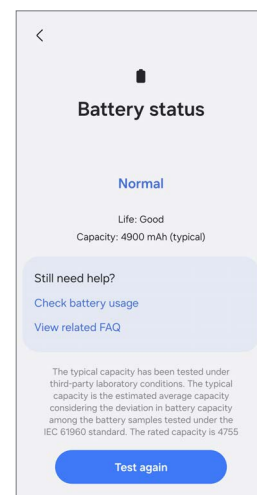 Battery status
Normal
Life: Good
Capacity: 4900 mAh (typical)
Still need help?
Check battery usage
View related FAQ
The typical capacity has been tested under
third-party laboratory conditions. The typical
capacity is the estimated average capacity
considering the deviation in battery capacity
among the battery samples tested under the
IEC 61960 standard. The rated capacity is 4755
Test again